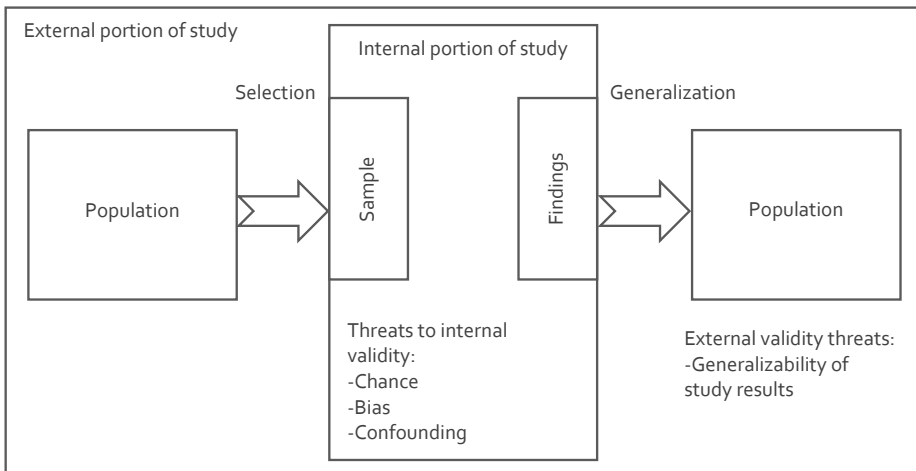 External portion of study
Internal portion of study
Selection
Generalization
Population
Sample
Findings
Population
Threats to internal
validity:
-Chance
-Bias
-Confounding
External validity threats:
-Generalizability of
study results